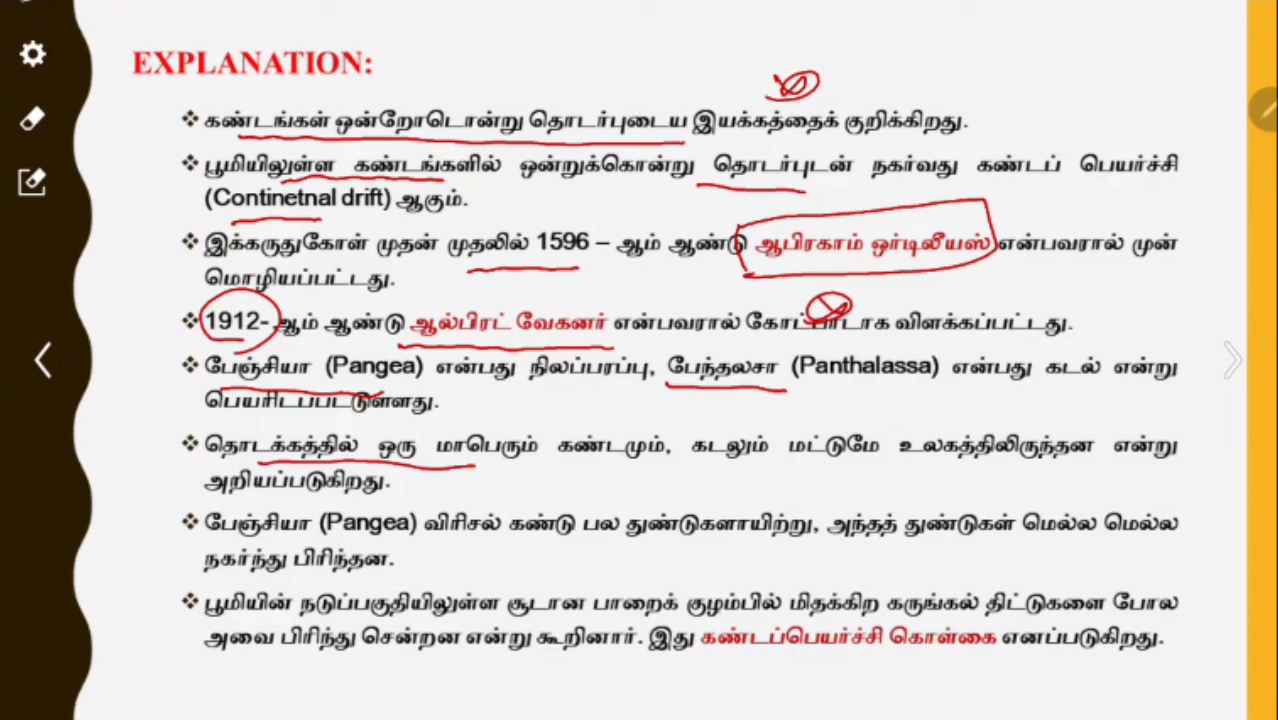 EXPLANATION:
❖ கண்டங்கள் ஒன்றோடொன்று தொடர்புடைய இயக்கத்தைக் குறிக்கிறது.
❖ பூமியிலுள்ள கண்டங்களில் ஒன்றுக்கொன்று தொடர்புடன் நகர்வது கண்டப் பெயர்ச்சி
(Continetnal drift) ஆகும்.
❖ இக்கருதுகோள் முதன் முதலில் 1596 – ஆம் ஆண்டு ஆபிரகாம் ஓர்டிலீயஸ் என்பவரால் முன்
மொழியப்பட்டது.
❖ 1912- ஆம் ஆண்டு ஆல்பிரட் வேகனர் என்பவரால் கோட்பாடாக விளக்கப்பட்டது.
❖ பேஞ்சியா (Pangea) என்பது நிலப்பரப்பு, பேந்தலசா (Panthalassa) என்பது கடல் என்று
பெயரிடப்பபட்டுள்ளது.
❖ தொடக்கத்தில் ஒரு மாபெரும் கண்டமும், கடலும் மட்டுமே உலகத்திலிருந்தன என்று
அறியப்படுகிறது.
❖ பேஞ்சியா (Pangea) விரிசல் கண்டு பல துண்டுகளாயிற்று, அந்தத் துண்டுகள் மெல்ல மெல்ல
நகர்ந்து பிரிந்தன.
❖ பூமியின் நடுப்பகுதியிலுள்ள சூடான பாறைக் குழம்பில் மிதக்கிற கருங்கல் திட்டுகளை போல
அவை பிரிந்து சென்றன என்று கூறினார். இது கண்டப்பெயர்ச்சி கொள்கை எனப்படுகிறது.